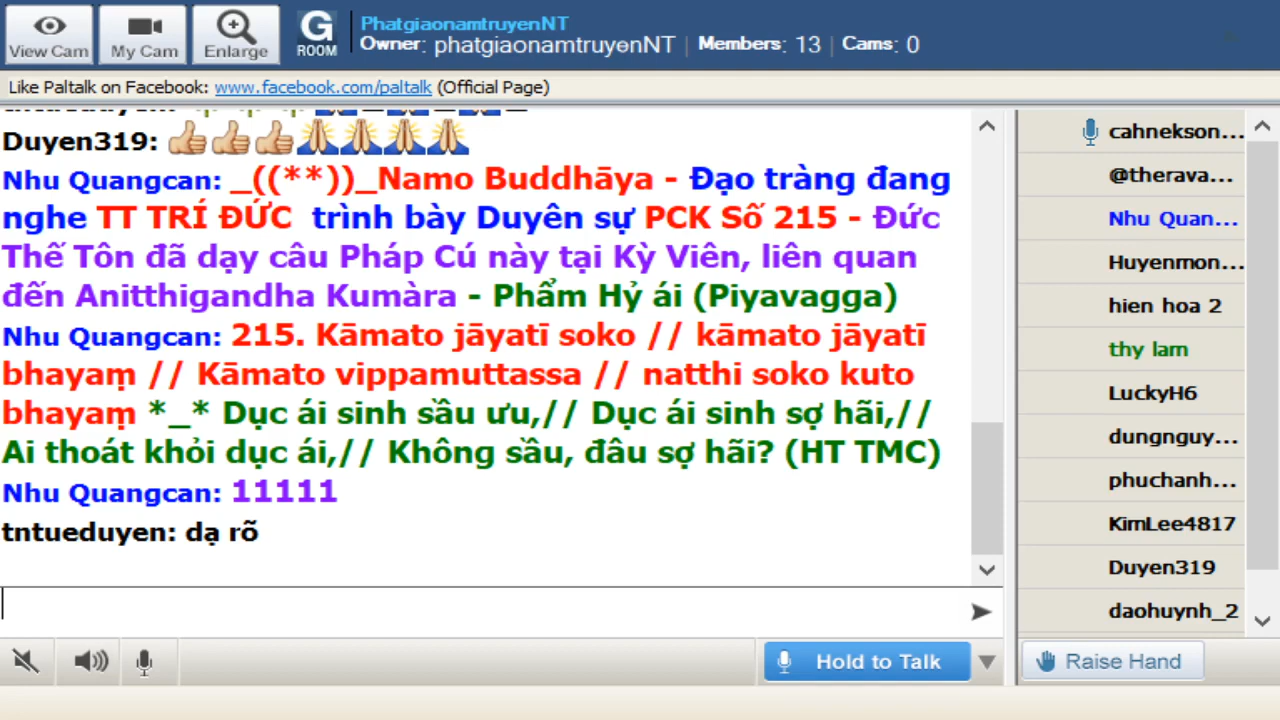 View Cam
My Cam
Enlarge
G
ROOM
PhatgiaonamtruyenNT
Owner: phatgiaonamtruyenNT | Members: 13 | Cams: 0
Like Paltalk on Facebook: www.facebook.com/paltalk (Official Page)
Duyen319: 👍👍👍🙏🙏🙏🙏
Nhu Quangcan: _((**))_Namo Buddhāya - Đạo tràng đang
nghe TT TRÍ ĐỨC trình bày Duyên sự PCK Số 215 - Đức
Thế Tôn đã dạy câu Pháp Cú này tại Kỳ Viên, liên quan
đến Anitthigandha Kumàra - Phẩm Hỷ ái (Piyavagga)
Nhu Quangcan: 215. Kāmato jāyatī soko // kāmato jāyatī
bhayaṃ // Kāmato vippamuttassa // natthi soko kuto
bhayaṃ *_* Dục ái sinh sầu ưu,// Dục ái sinh sợ hãi,//
Ai thoát khỏi dục ái,// Không sầu, đâu sợ hãi? (HT TMC)
Nhu Quangcan: 11111
tntueduyen: dạ rõ
cahnekson...
@therava...
Nhu Quan...
Huyenmon...
hien hoa 2
thy lam
LuckyH6
dungnguy...
phuchanh...
KimLee4817
Duyen319
daohuynh_2
Hold to Talk
Raise Hand